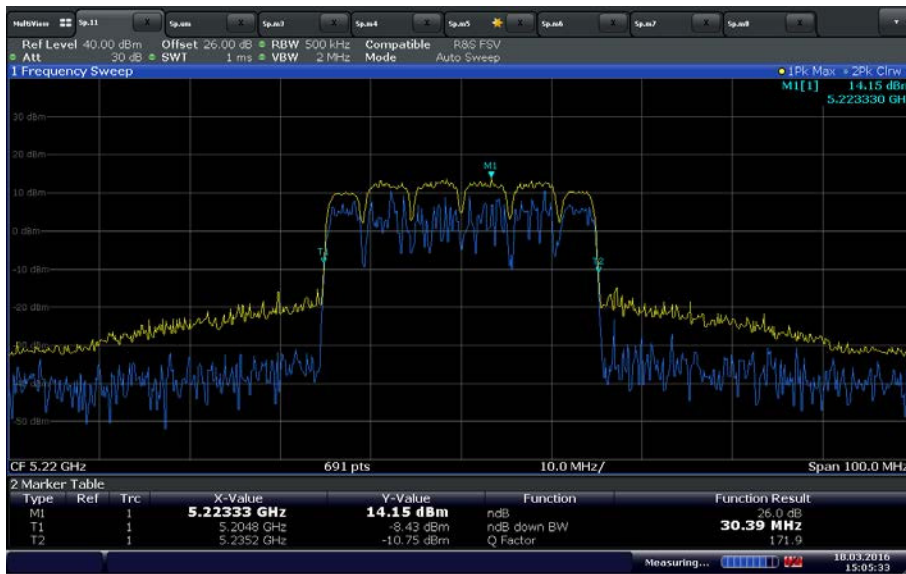 MultiView Sp.11 X Sp.um X Sp.m3 X Sp.m4 X Sp.m5 X Sp.m6 X Sp.m7 X Sp.m8 X
Ref Level 40.00 dBm Offset 26.00 dB RBW 500 kHz Compatible R&S FSV
Att 30 dB SWT 1 ms VBW 2 MHz Mode Auto Sweep
1 Frequency Sweep 1Pk Max 2Pk Clrw
M1[1] 14.15 dBm
5.223330 GH
30 dBm
20 dBm
M1
10 dBm
0 dBm
T1
T2
-10 dBm
-20 dBm
-50 dBm
CF 5.22 GHz 691 pts 10.0 MHz/ Span 100.0 MHz
2 Marker Table
Type Ref Trc X-Value Y-Value Function Function Result
M1 1 5.22333 GHz 14.15 dBm ndB 26.0 dB
T1 1 5.2048 GHz -8.43 dBm ndB down BW 30.39 MHz
T2 1 5.2352 GHz -10.75 dBm Q Factor 171.9
Measuring... 18.03.2016
15:05:33